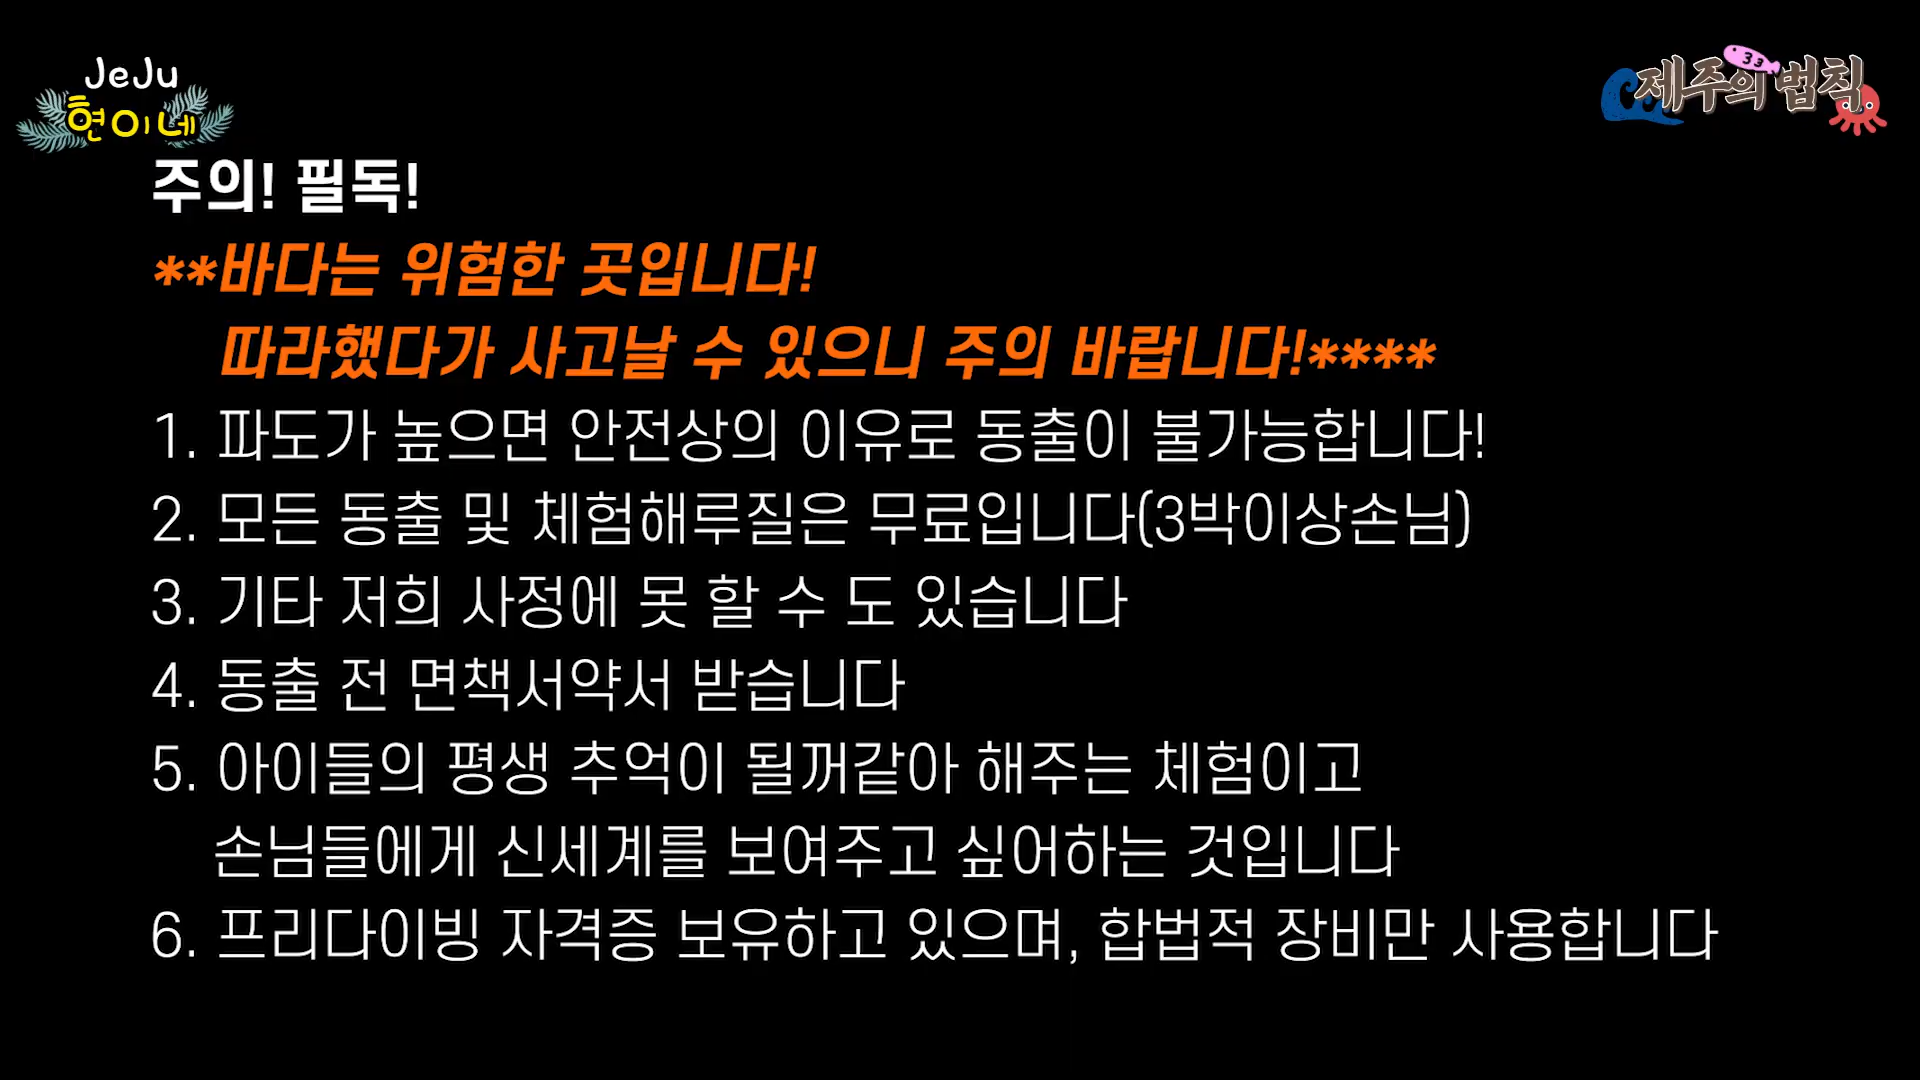 JeJu
현이네
제주의 법칙
주의! 필독!
**바다는 위험한 곳입니다!
따라했다가 사고날 수 있으니 주의 바랍니다!****
1. 파도가 높으면 안전상의 이유로 동출이 불가능합니다!
2. 모든 동출 및 체험해루질은 무료입니다(3박이상손님)
3. 기타 저희 사정에 못 할 수 도 있습니다
4. 동출 전 면책서약서 받습니다
5. 아이들의 평생 추억이 될꺼같아 해주는 체험이고
손님들에게 신세계를 보여주고 싶어하는 것입니다
6. 프리다이빙 자격증 보유하고 있으며, 합법적 장비만 사용합니다